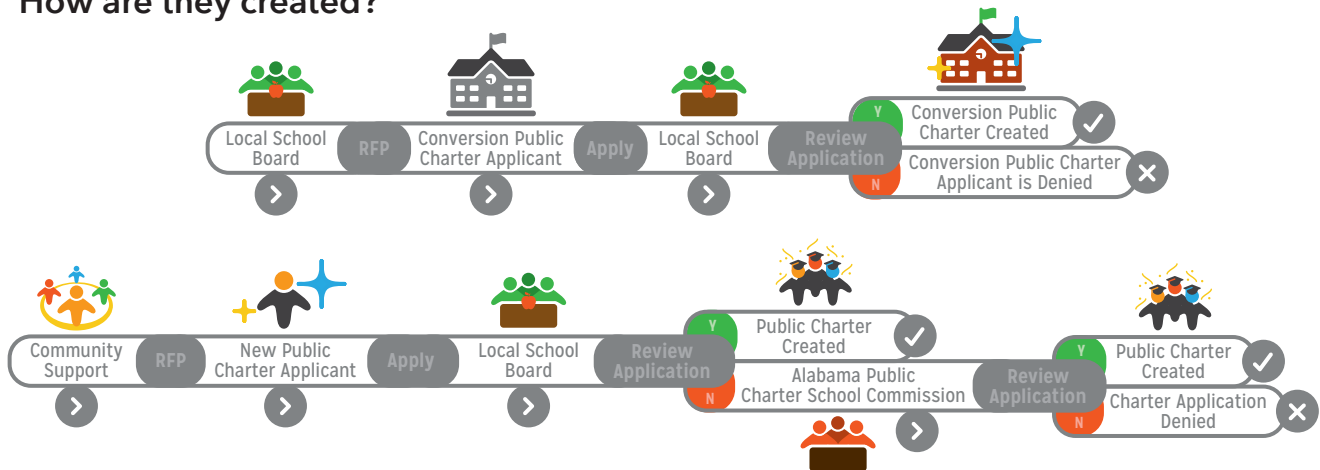 How are they created?
Local School
Board
RFP
Conversion Public
Charter Applicant
Apply
Local School
Board
Review
Application
Y
Conversion Public
Charter Created
N
Conversion Public Charter
Applicant is Denied
Community
Support
RFP
New Public
Charter Applicant
Apply
Local School
Board
Review
Application
Y
Public Charter
Created
N
Alabama Public
Charter School Commission
Review
Application
Y
Public Charter
Created
N
Charter Application
Denied